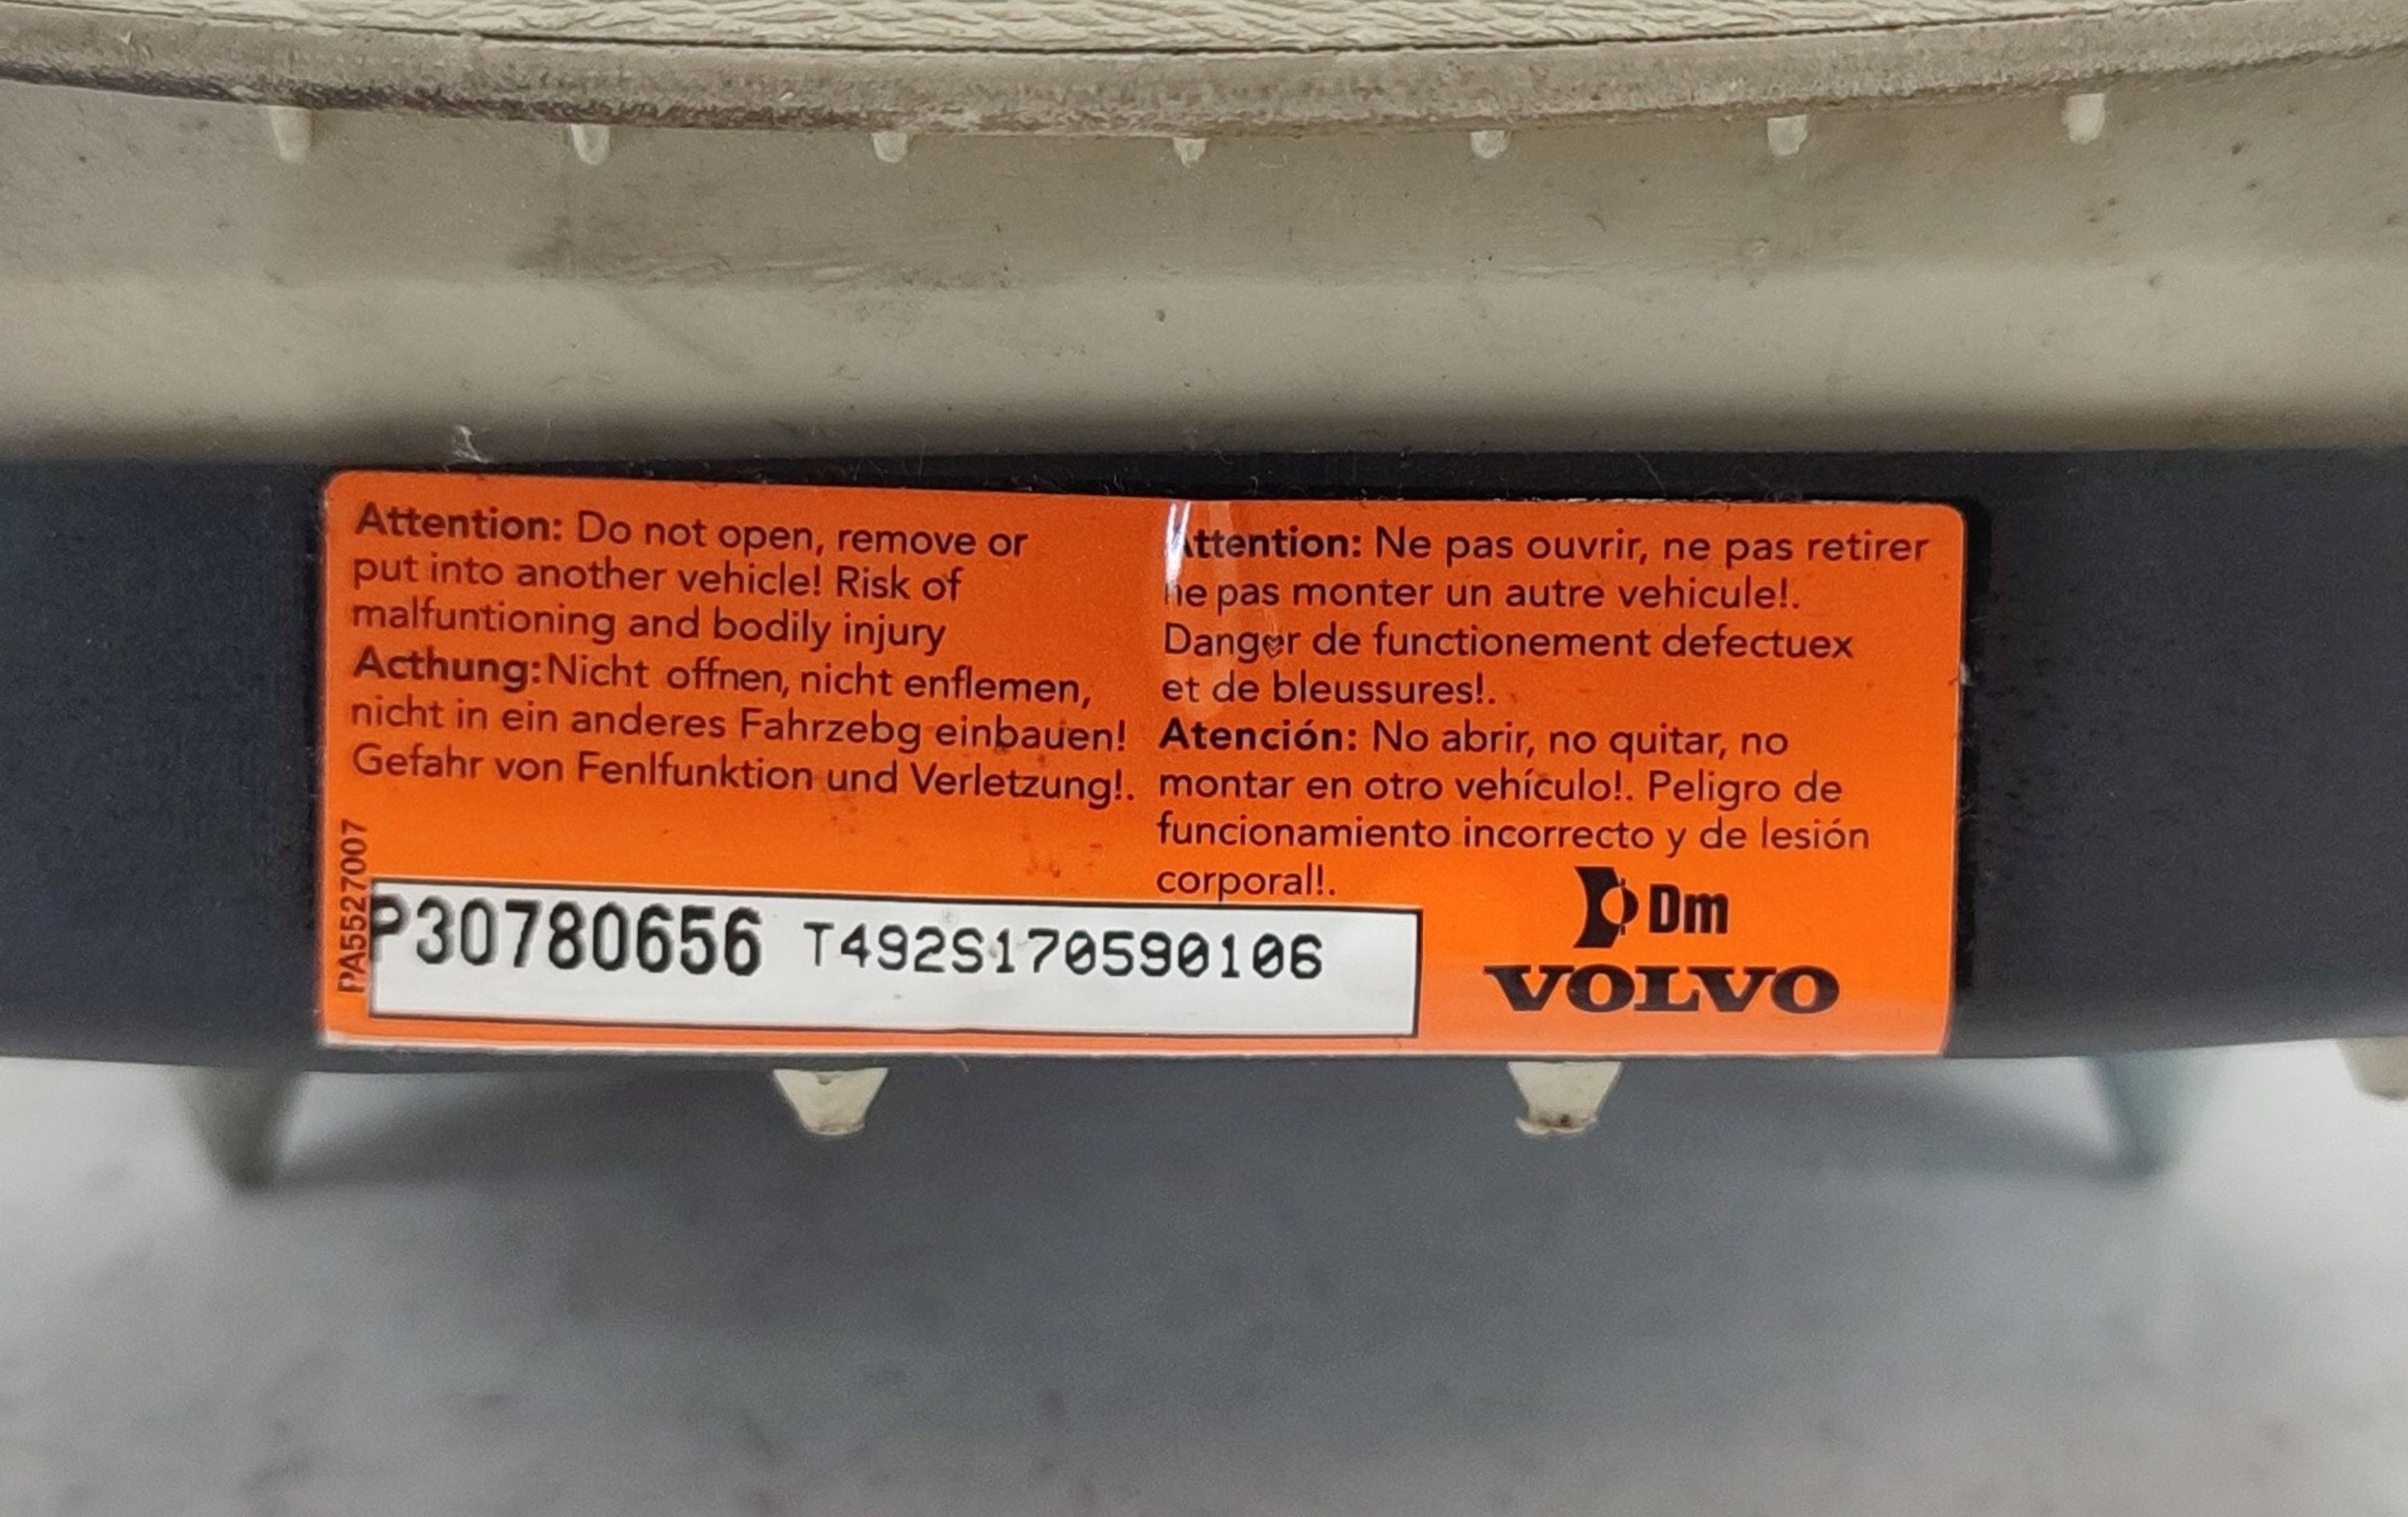 Attention: Do not open, remove or
put into another vehicle! Risk of
malfuntioning and bodily injury
Acthung:Nicht offnen, nicht enflemen,
nicht in ein anderes Fahrzebg einbauen!
Gefahr von Fenlfunktion und Verletzung!.
Attention: Ne pas ouvrir, ne pas retirer
ne pas monter un autre vehicule!.
Danger de functionement defectuex
et de bleussures!.
Atención: No abrir, no quitar, no
montar en otro vehículo!. Peligro de
funcionamiento incorrecto y de lesión
corporal!.
PA5527007
P30780656 T492S170590106
Dm
VOLVO